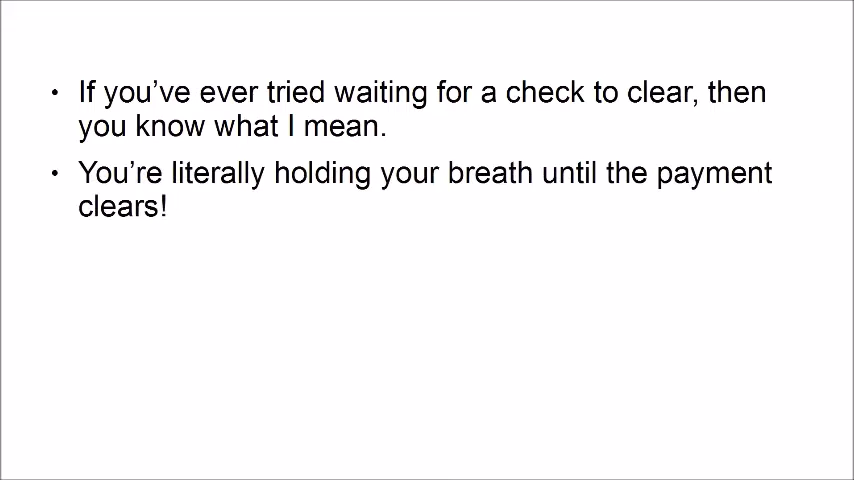 • If you’ve ever tried waiting for a check to clear, then
you know what I mean.
• You’re literally holding your breath until the payment
clears!